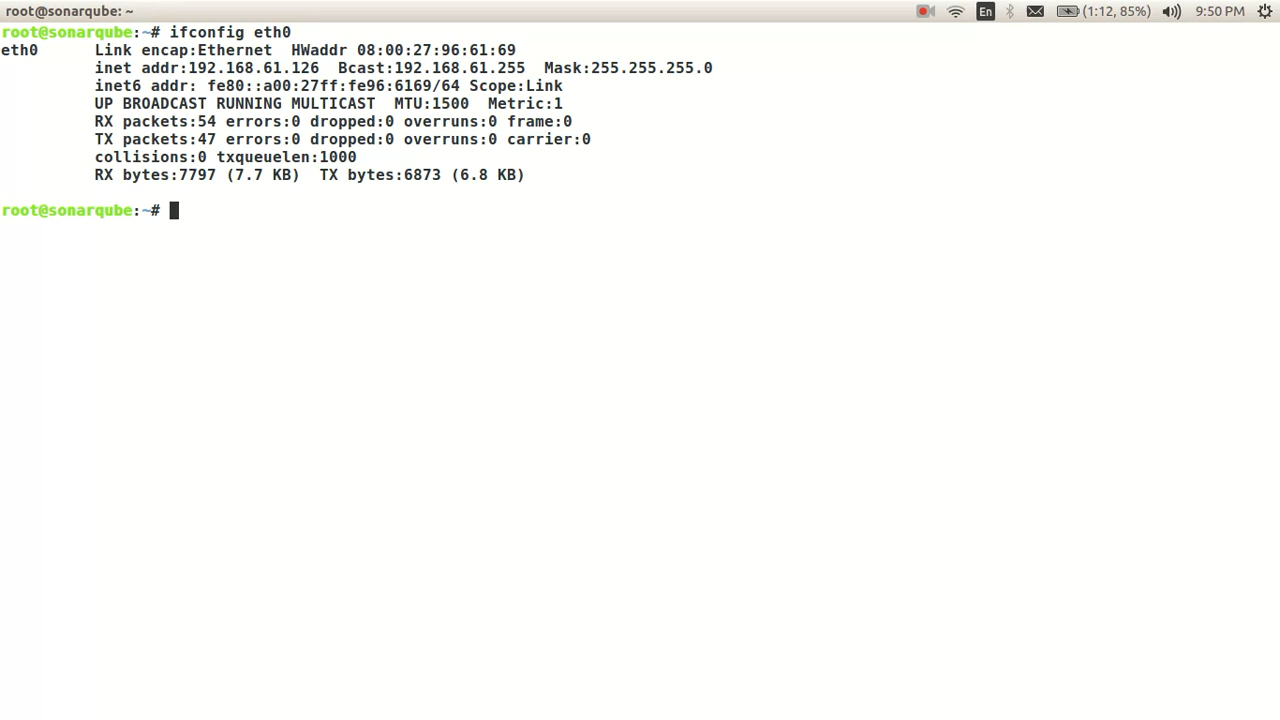 root@sonarqube: ~ En (1:12, 85%) 9:50 PM
root@sonarqube:~# ifconfig eth0
eth0      Link encap:Ethernet  HWaddr 08:00:27:96:61:69
          inet addr:192.168.61.126  Bcast:192.168.61.255  Mask:255.255.255.0
          inet6 addr: fe80::a00:27ff:fe96:6169/64 Scope:Link
          UP BROADCAST RUNNING MULTICAST  MTU:1500  Metric:1
          RX packets:54 errors:0 dropped:0 overruns:0 frame:0
          TX packets:47 errors:0 dropped:0 overruns:0 carrier:0
          collisions:0 txqueuelen:1000
          RX bytes:7797 (7.7 KB)  TX bytes:6873 (6.8 KB)
root@sonarqube:~#